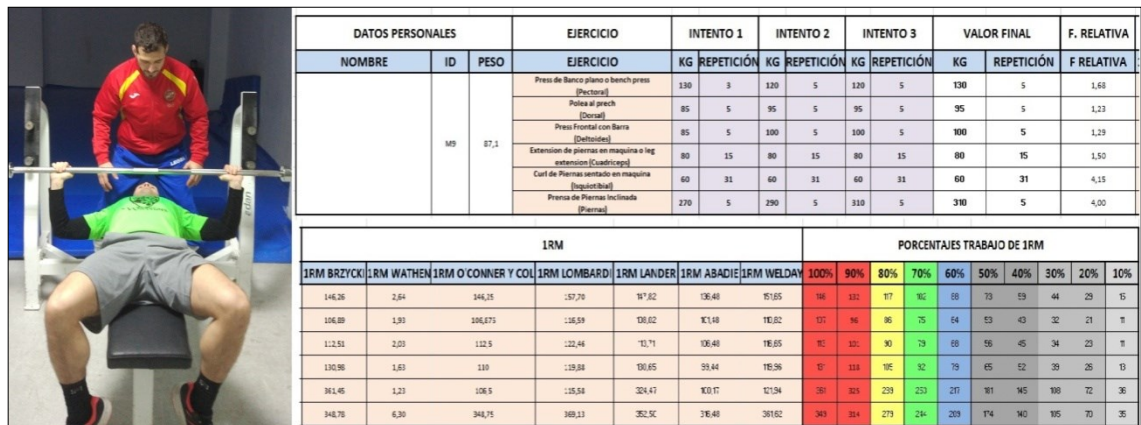 DATOS PERSONALES EJERCICIO INTENTO 1 INTENTO 2 INTENTO 3 VALOR FINAL F. RELATIVA
NOMBRE ID PESO EJERCICIO KG REPETICIÓN KG REPETICIÓN KG REPETICIÓN KG REPETICIÓN F RELATIVA
M9 87,1
Press de Banco plano o bench press
(Pectoral)
130 3 120 5 120 5 130 5 1,68
Polea al prech
(Dorsal)
85 5 95 5 95 5 95 5 1,23
Press Frontal con Barra
(Deltoides)
85 5 100 5 100 5 100 5 1,29
Extension de piernas en maquina o leg
extension (Cuadriceps)
80 15 80 15 80 15 80 15 1,50
Curl de Piernas sentado en maquina
(Isquiotibial)
60 31 60 31 60 31 60 31 4,15
Prensa de Piernas Inclinada
(Piernas)
270 5 290 5 310 5 310 5 4,00
1RM PORCENTAJES TRABAJO DE 1RM
1RM BRZYCKI 1RM WATHEN 1RM O'CONNER Y COL 1RM LOMBARDI 1RM LANDER 1RM ABADIE 1RM WELDAY 100% 90% 80% 70% 60% 50% 40% 30% 20% 10%
146,26 2,64 146,25 157,70 147,82 136,48 151,65 146 132 117 102 88 73 59 44 29 15
106,89 1,93 106,875 116,59 101,48 110,82 96 86 75 64 53 43 32 21 11
112,51 2,03 112,5 122,46 113,71 106,48 116,65 101 90 79 68 56 45 34 23 11
130,96 1,63 110 119,88 130,65 99,44 118 105 92 79 65 52 39 26 13
361,45 1,23 106,5 115,58 324,47 100,17 121,94 361 325 253 217 181 145 108 72 36
348,78 6,30 348,75 369,13 352,50 316,48 361,62 349 314 279 244 209 174 140 105 70 35